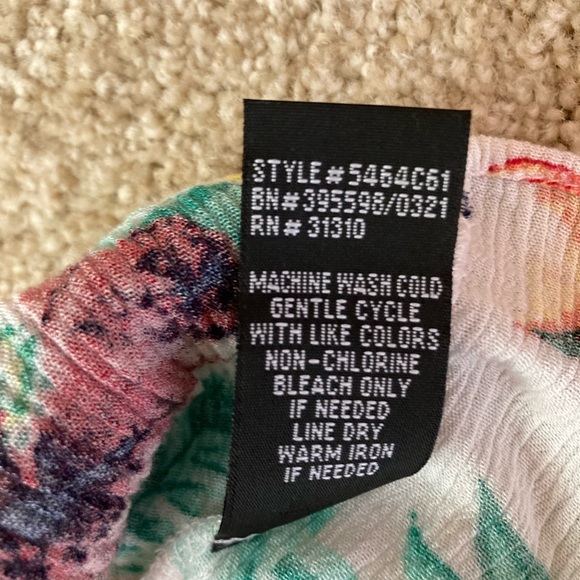 STYLE# 5464C61
BN# 395598/0321
RN# 31310
MACHINE WASH COLD
GENTLE CYCLE
WITH LIKE COLORS
NON-CHLORINE
BLEACH ONLY
IF NEEDED
LINE DRY
WARM IRON
IF NEEDED